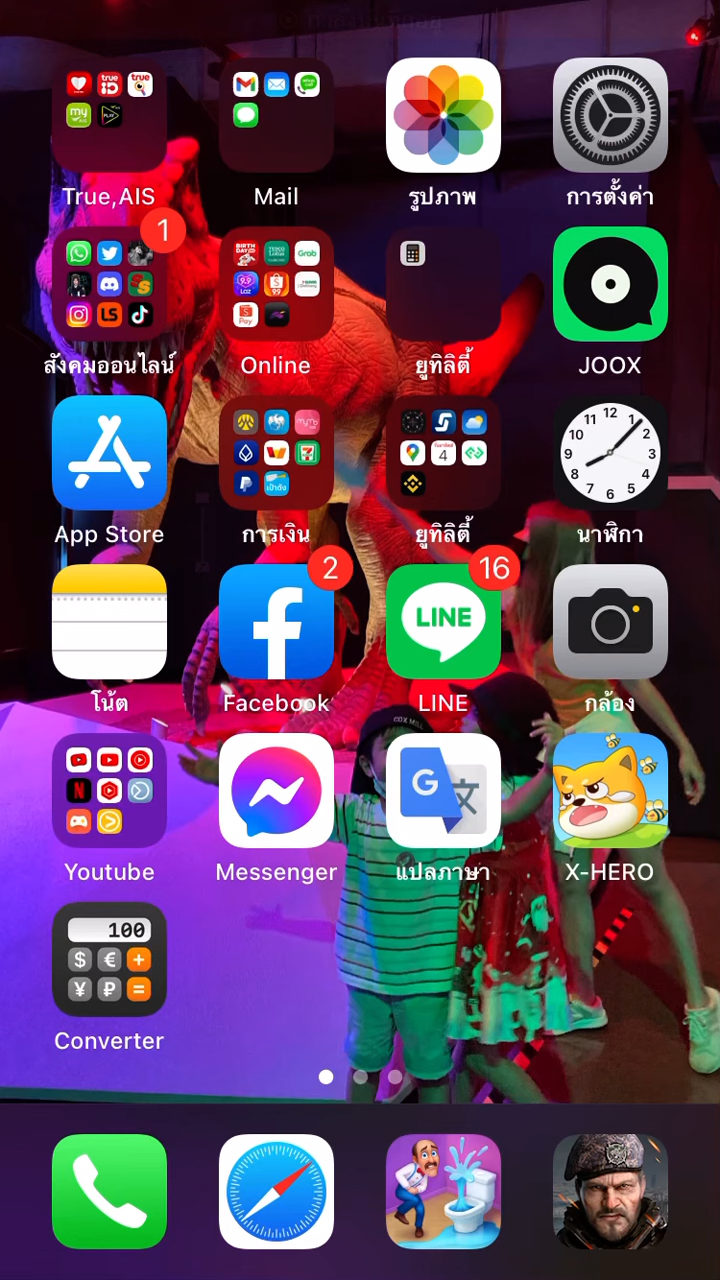 True,AIS
Mail
รูปภาพ
การตั้งค่า
1
สังคมออนไลน์
Online
ยูทิลิตี้
JOOX
App Store
การเงิน
ยูทิลิตี้
นาฬิกา
2
16
LINE
โน้ต
Facebook
LINE
กล้อง
COX MILL
Youtube
Messenger
แปลภาษา
X-HERO
100
$ € +
¥ ₽ =
Converter